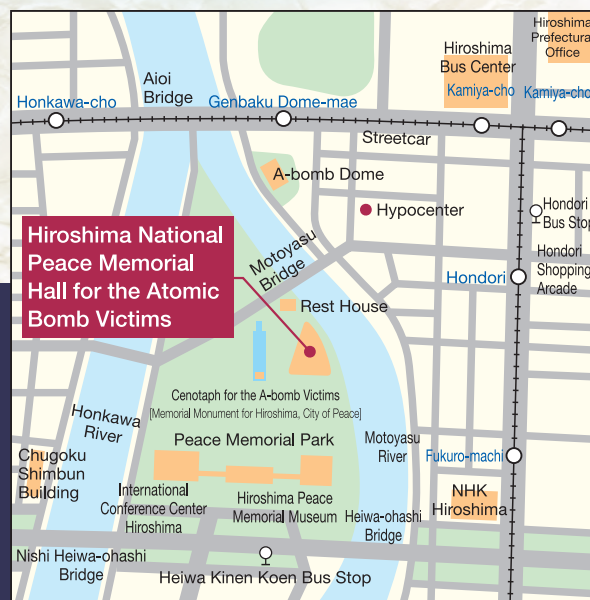 Hiroshima
Prefectural
Office
Hiroshima
Bus Center
Kamiya-cho
Kamiya-cho
Aioi
Bridge
Honkawa-cho
Genbaku Dome-mae
Streetcar
A-bomb Dome
Hypocenter
Hondori
Bus Stop
Hiroshima National
Peace Memorial
Hall for the Atomic
Bomb Victims
Motoyasu
Bridge
Hondori
Hondori
Shopping
Arcade
Rest House
Cenotaph for the A-bomb Victims
[Memorial Monument for Hiroshima, City of Peace]
Honkawa
River
Peace Memorial Park
Motoyasu
River
Fukuro-machi
Chugoku
Shimbun
Building
International
Conference Center
Hiroshima
Hiroshima Peace
Memorial Museum
Heiwa-ohashi
Bridge
NHK
Hiroshima
Nishi Heiwa-ohashi
Bridge
Heiwa Kinen Koen Bus Stop